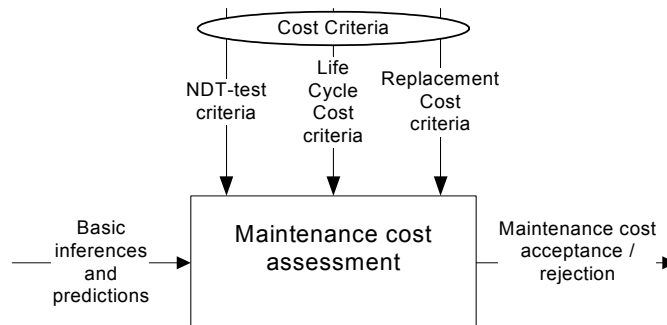 Cost Criteria
NDT-test
criteria
Life
Cycle
Cost
criteria
Replacement
Cost
criteria
Basic
inferences
and
predictions
Maintenance cost
assessment
Maintenance cost
acceptance /
rejection